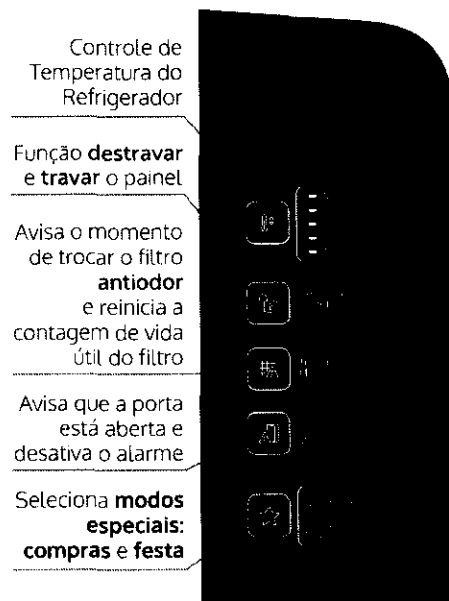 Controle de
Temperatura do
Refrigerador
Função destravar
e travar o painel
Avisa o momento
de trocar o filtro
antiodor
e reinicia a
contagem de vida
útil do filtro
Avisa que a porta
está aberta e
desativa o alarme
Seleciona modos
especiais:
compras e festa